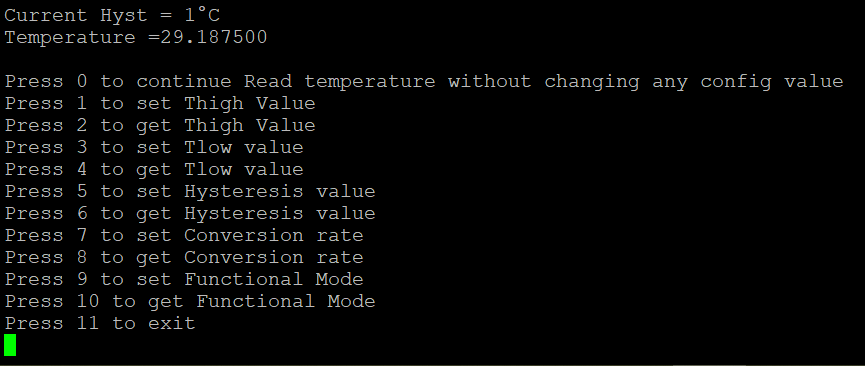 Current Hyst = 1°C
Temperature =29.187500
Press 0 to continue Read temperature without changing any config value
Press 1 to set Thigh Value
Press 2 to get Thigh Value
Press 3 to set Tlow value
Press 4 to get Tlow value
Press 5 to set Hysteresis value
Press 6 to get Hysteresis value
Press 7 to set Conversion rate
Press 8 to get Conversion rate
Press 9 to set Functional Mode
Press 10 to get Functional Mode
Press 11 to exit